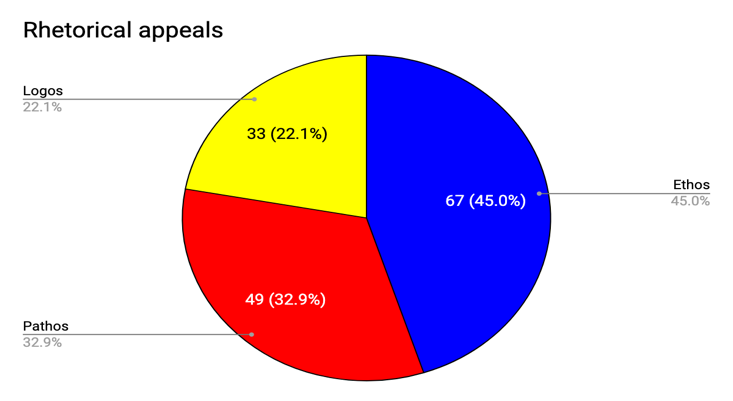 Rhetorical appeals
Logos
22.1%
33 (22.1%)
Ethos
45.0%
67 (45.0%)
49 (32.9%)
Pathos
32.9%